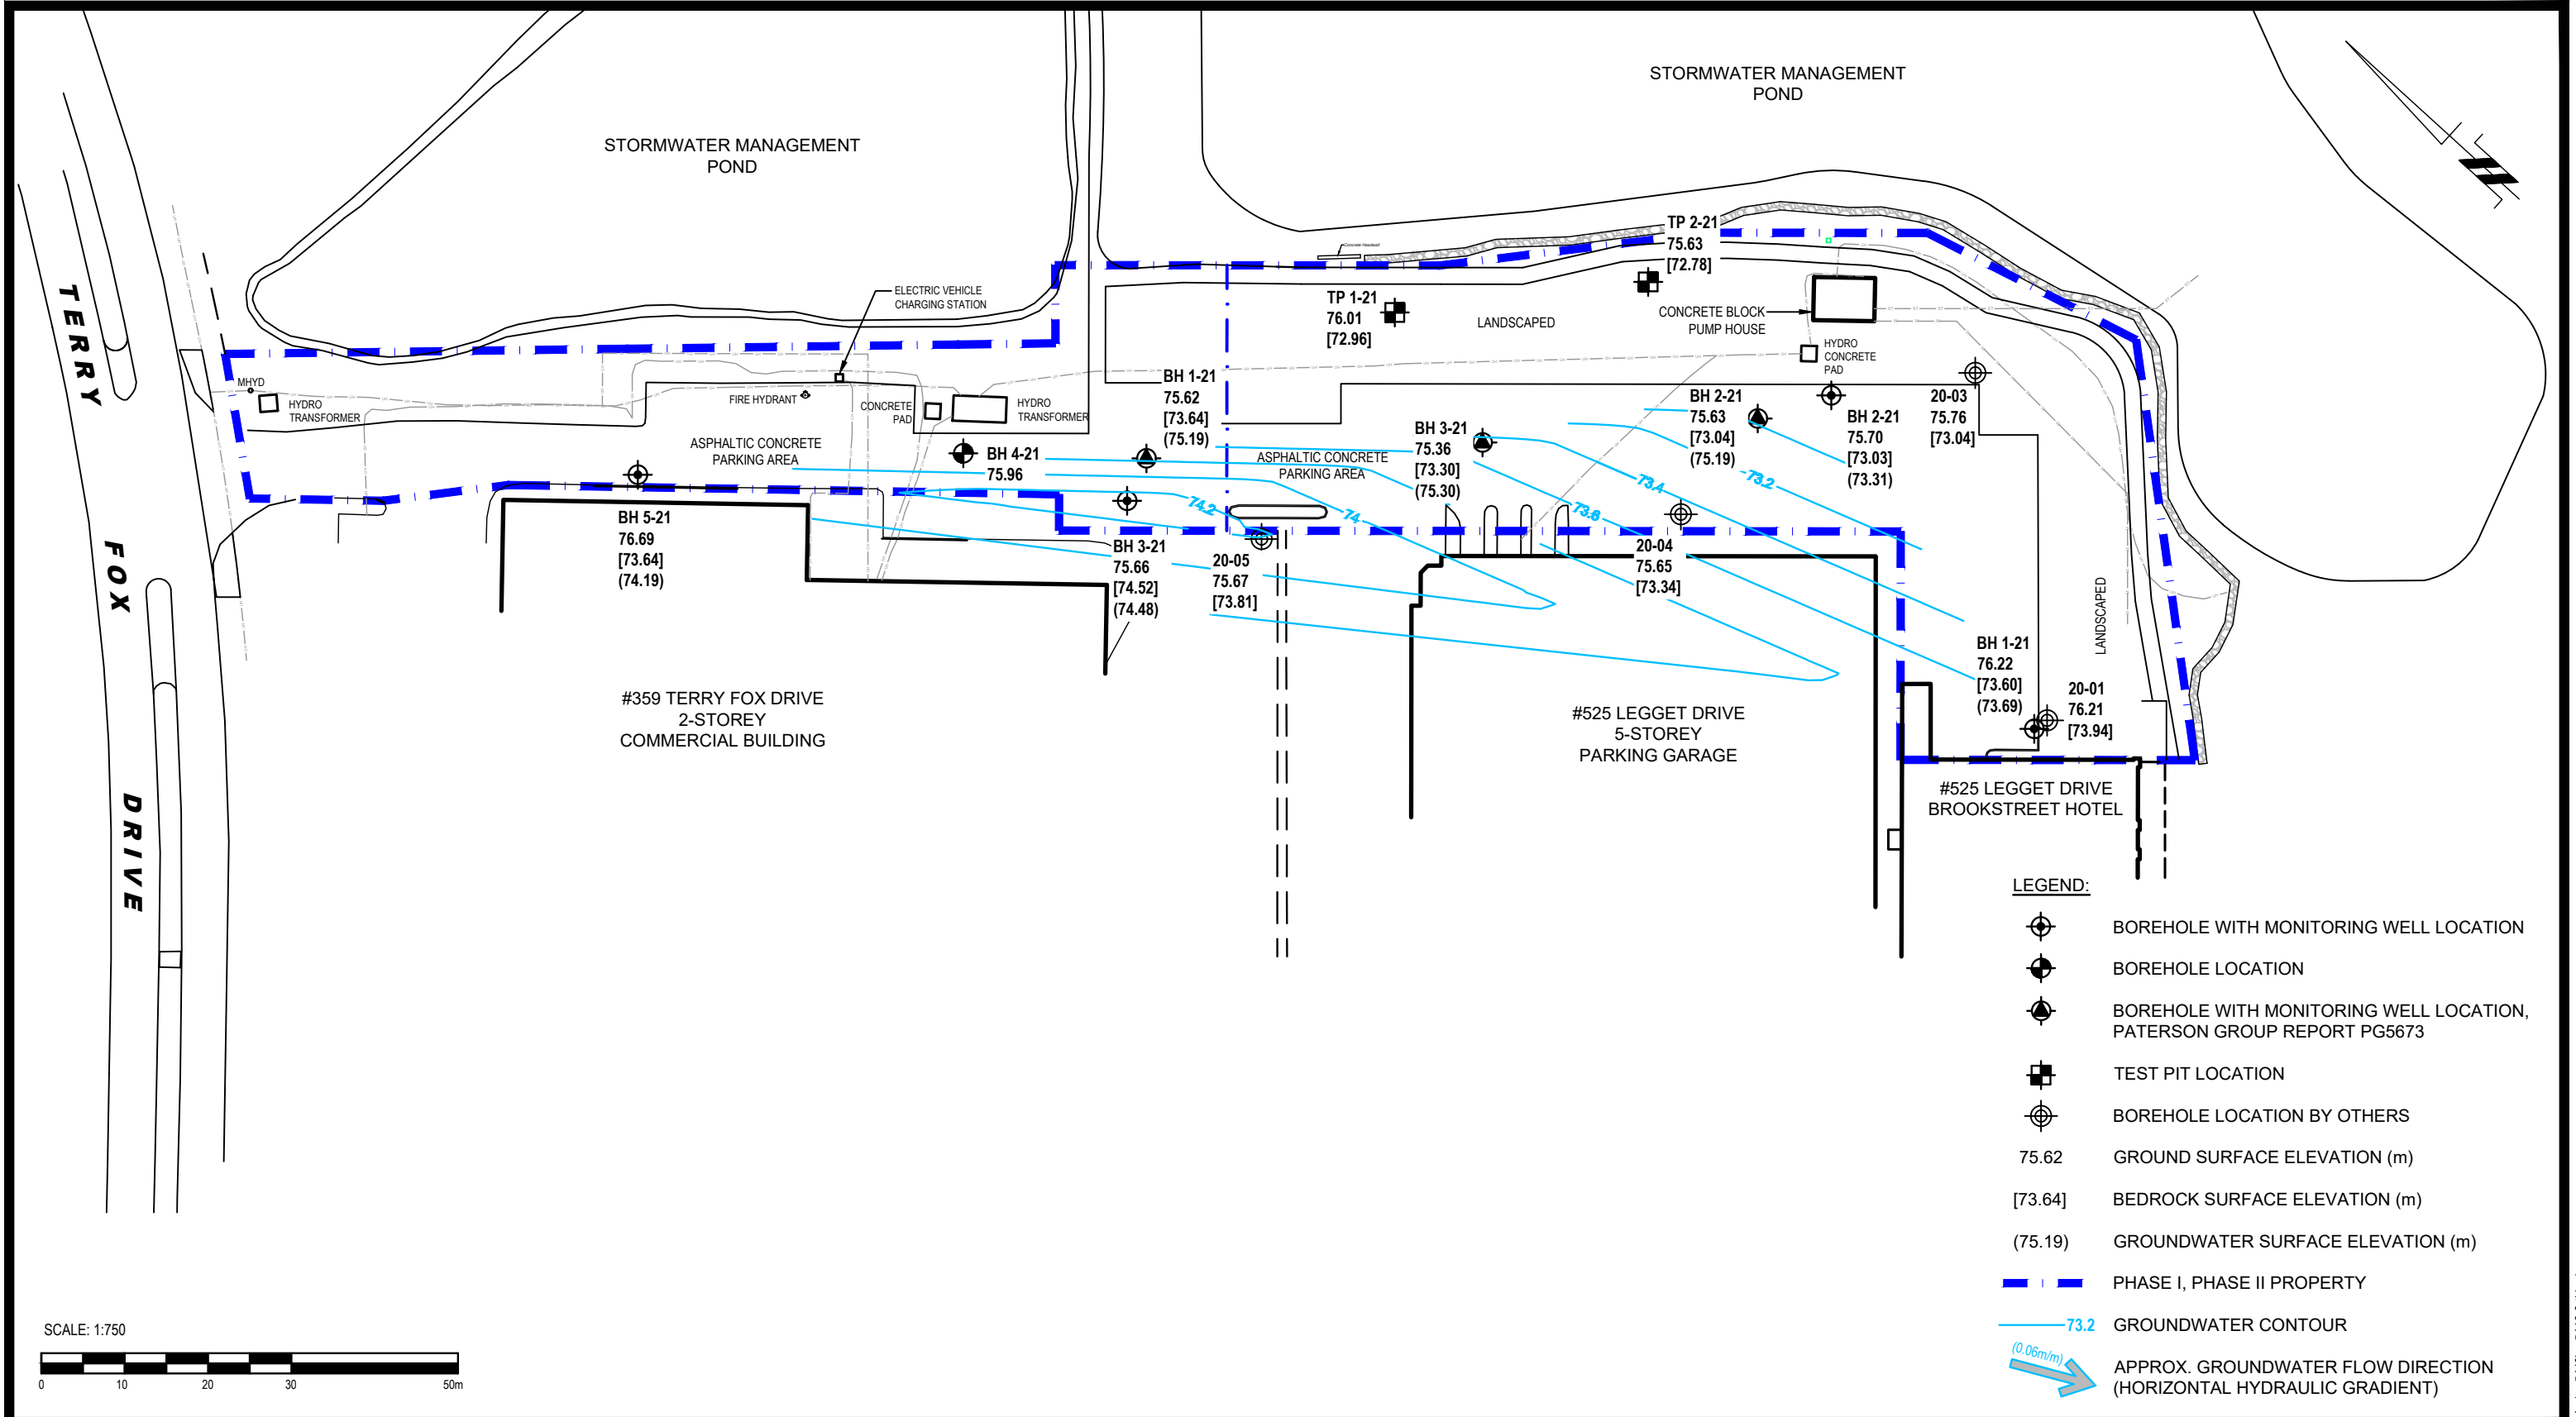 STORMWATER MANAGEMENT
POND
STORMWATER MANAGEMENT
POND
TERRY
FOX
DRIVE
MHYD
HYDRO
TRANSFORMER
ELECTRIC VEHICLE
CHARGING STATION
FIRE HYDRANT
CONCRETE
PAD
HYDRO
TRANSFORMER
ASPHALTIC CONCRETE
PARKING AREA
BH 5-21
76.69
[73.64]
(74.19)
BH 4-21
75.96
BH 1-21
75.62
[73.64]
(75.19)
BH 3-21
75.66
[74.52]
(74.48)
20-05
75.67
[73.81]
ASPHALTIC CONCRETE
PARKING AREA
TP 1-21
76.01
[72.96]
TP 2-21
75.63
[72.78]
LANDSCAPED
CONCRETE BLOCK
PUMP HOUSE
HYDRO
CONCRETE
PAD
BH 3-21
75.36
[73.30]
(75.30)
BH 2-21
75.63
[73.04]
(75.19)
BH 2-21
75.70
[73.03]
(73.31)
20-03
75.76
[73.04]
20-04
75.65
[73.34]
74.2
74
73.6
73.4
73.2
BH 1-21
76.22
[73.60]
(73.69)
20-01
76.21
[73.94]
LANDSCAPED
#359 TERRY FOX DRIVE
2-STOREY
COMMERCIAL BUILDING
#525 LEGGET DRIVE
5-STOREY
PARKING GARAGE
#525 LEGGET DRIVE
BROOKSTREET HOTEL
LEGEND:
BOREHOLE WITH MONITORING WELL LOCATION
BOREHOLE LOCATION
BOREHOLE WITH MONITORING WELL LOCATION,
PATERSON GROUP REPORT PG5673
TEST PIT LOCATION
BOREHOLE LOCATION BY OTHERS
75.62 GROUND SURFACE ELEVATION (m)
[73.64] BEDROCK SURFACE ELEVATION (m)
(75.19) GROUNDWATER SURFACE ELEVATION (m)
PHASE I, PHASE II PROPERTY
73.2 GROUNDWATER CONTOUR
(0.06m/m)
APPROX. GROUNDWATER FLOW DIRECTION
(HORIZONTAL HYDRAULIC GRADIENT)
SCALE: 1:750
0 10 20 30 50m